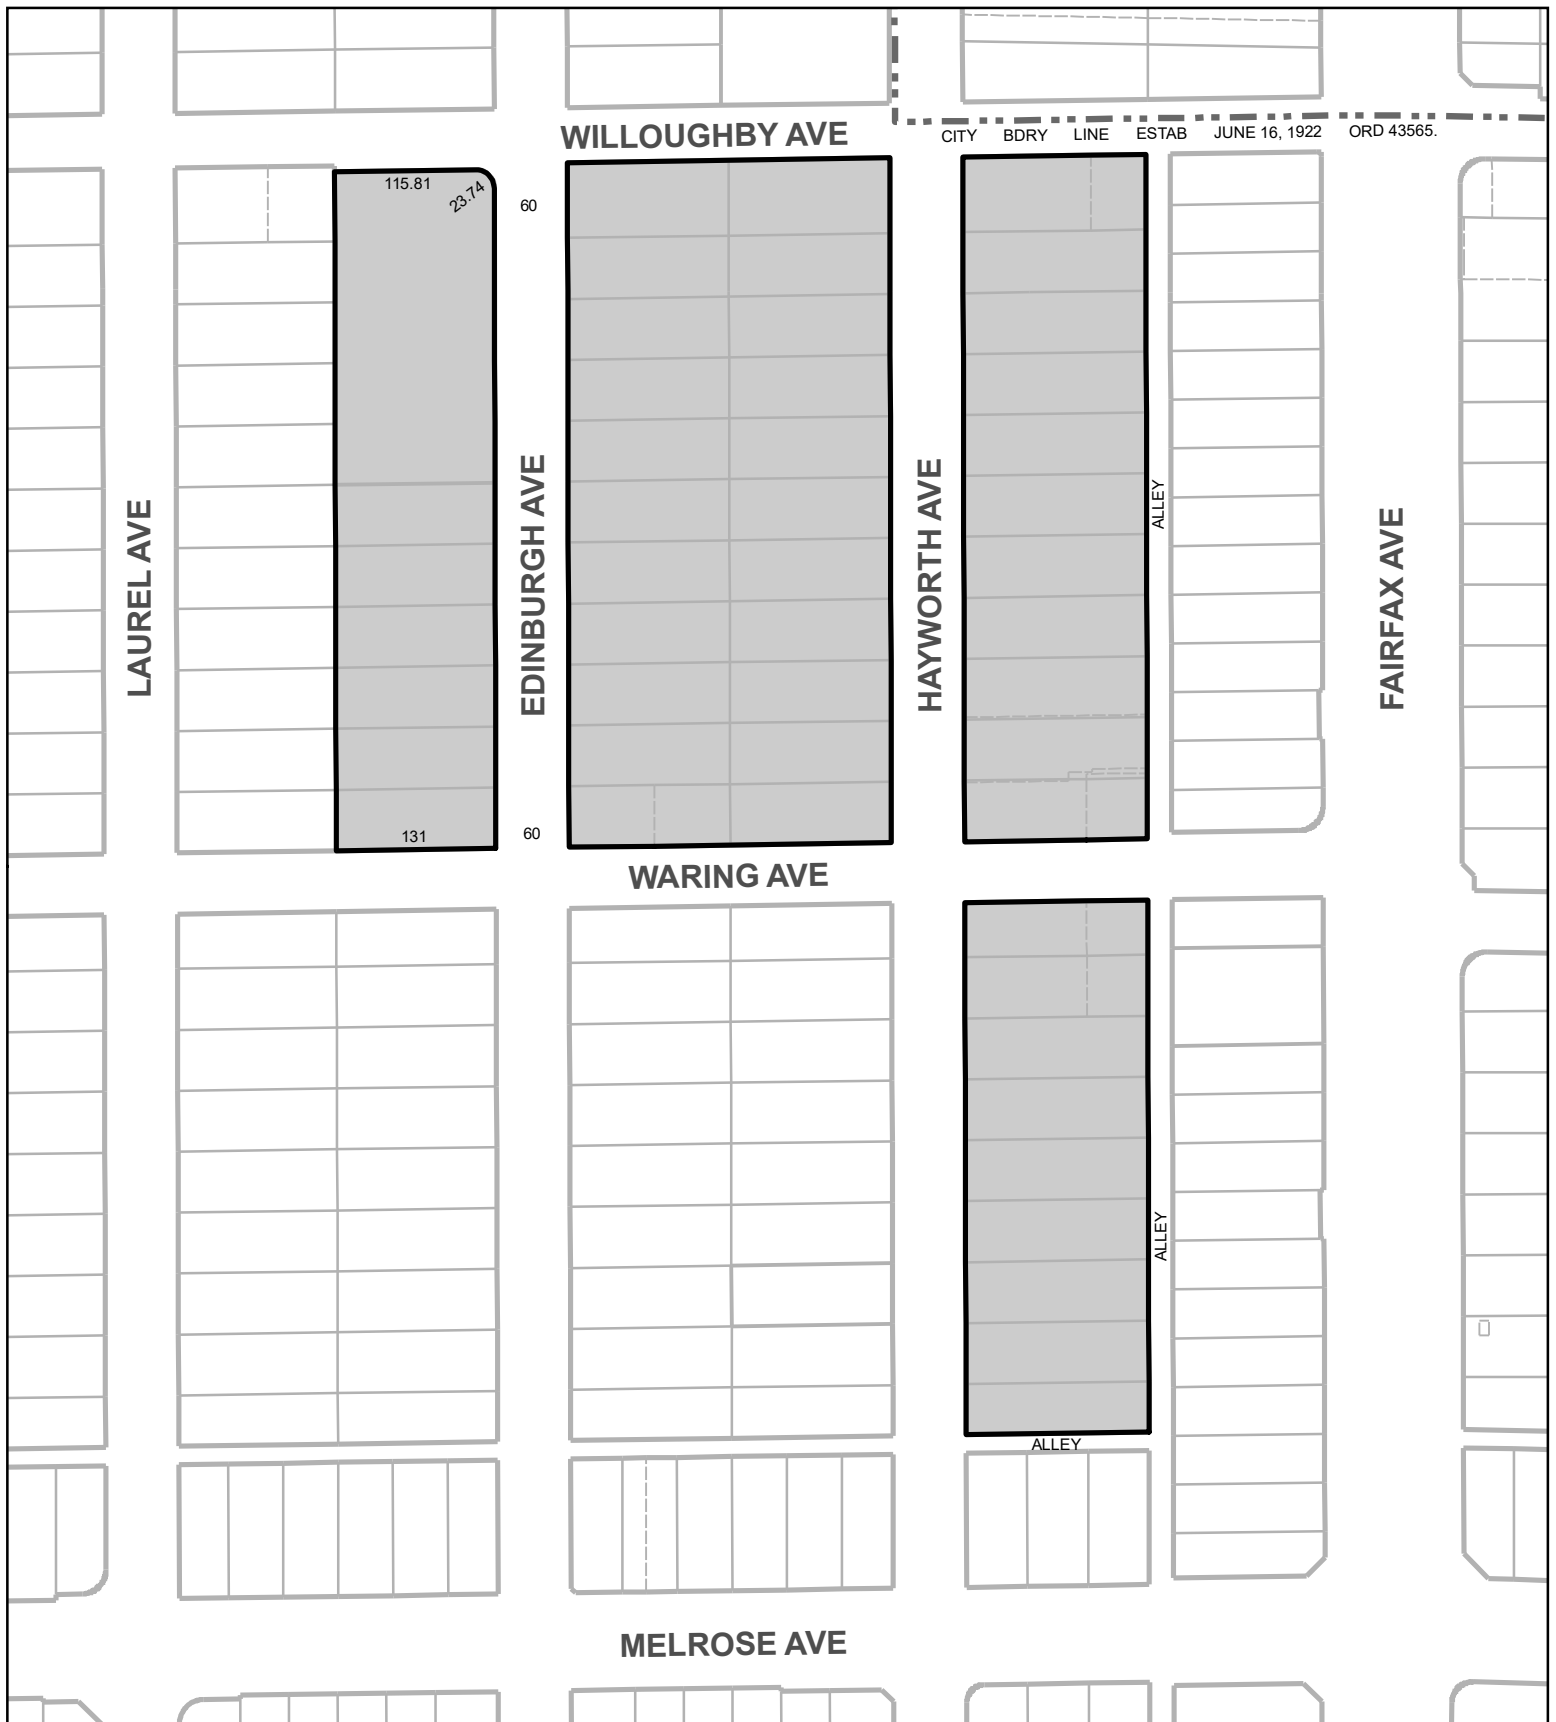 WILLOUGHBY AVE
CITY BDRY LINE ESTAB JUNE 16, 1922 ORD 43565.
115.81
23.74
60
LAUREL AVE
EDINBURGH AVE
HAYWORTH AVE
ALLEY
FAIRFAX AVE
131
60
WARING AVE
ALLEY
ALLEY
MELROSE AVE